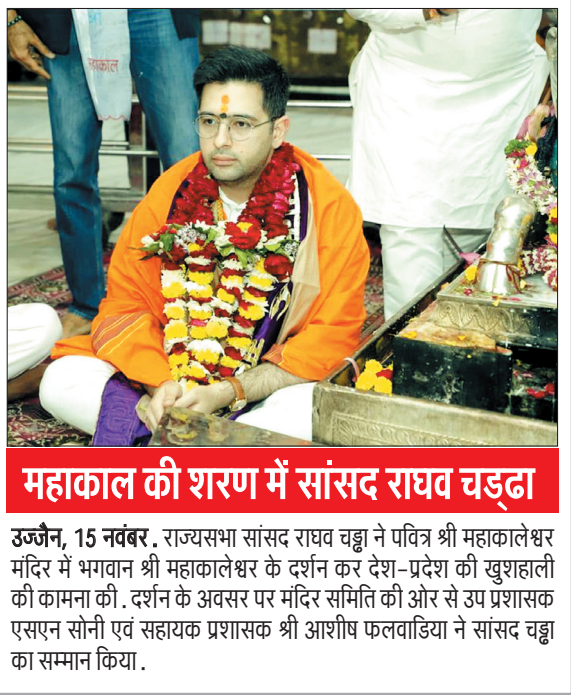 महाकाल
महाकाल की शरण में सांसद राघव चड्ढा
उज्जैन, 15 नवंबर. राज्यसभा सांसद राघव चड्ढा ने पवित्र श्री महाकालेश्वर
मंदिर में भगवान श्री महाकालेश्वर के दर्शन कर देश-प्रदेश की खुशहाली
की कामना की. दर्शन के अवसर पर मंदिर समिति की ओर से उप प्रशासक
एसएन सोनी एवं सहायक प्रशासक श्री आशीष फलवाडिया ने सांसद चड्ढा
का सम्मान किया.